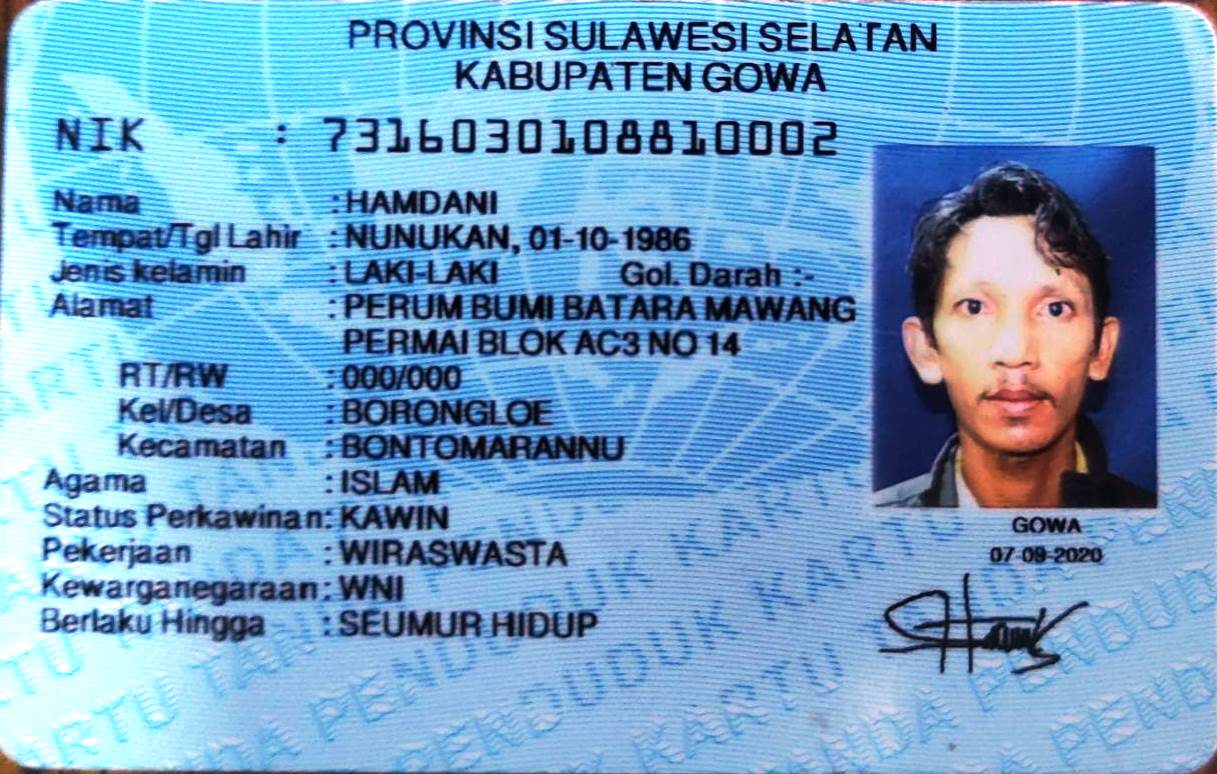 PROVINSI SULAWESI SELATAN
KABUPATEN GOWA
NIK : 7316030108810002
Nama : HAMDANI
Tempat/Tgl Lahir : NUNUKAN, 01-10-1986
Jenis kelamin : LAKI-LAKI Gol. Darah :-
Alamat : PERUM BUMI BATARA MAWANG
PERMAI BLOK AC3 NO 14
RT/RW : 000/000
Kel/Desa : BORONGLOE
Kecamatan : BONTOMARANNU
Agama : ISLAM
Status Perkawinan: KAWIN
Pekerjaan : WIRASWASTA
Kewarganegaraan: WNI
Berlaku Hingga : SEUMUR HIDUP
GOWA
07-09-2020